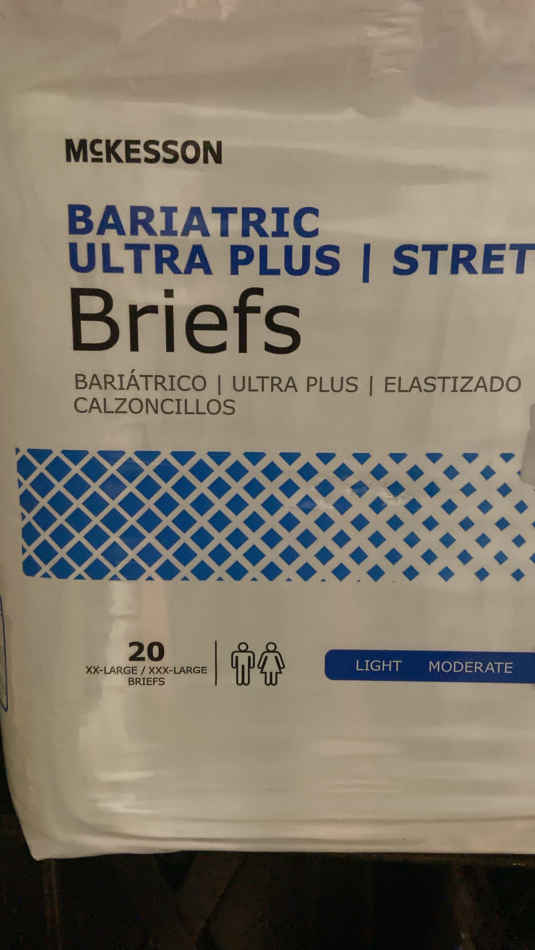 McKESSON
BARIATRIC
ULTRA PLUS | STRET
Briefs
BARIÁTRICO | ULTRA PLUS | ELASTIZADO
CALZONCILLOS
20
XX-LARGE / XXX-LARGE
BRIEFS
LIGHT MODERATE